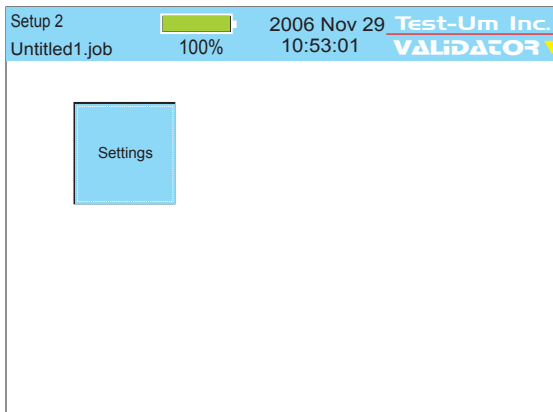 Setup 2
Untitled1.job
100%
2006 Nov 29
10:53:01
Test-Um Inc.
VALIDATOR
Settings